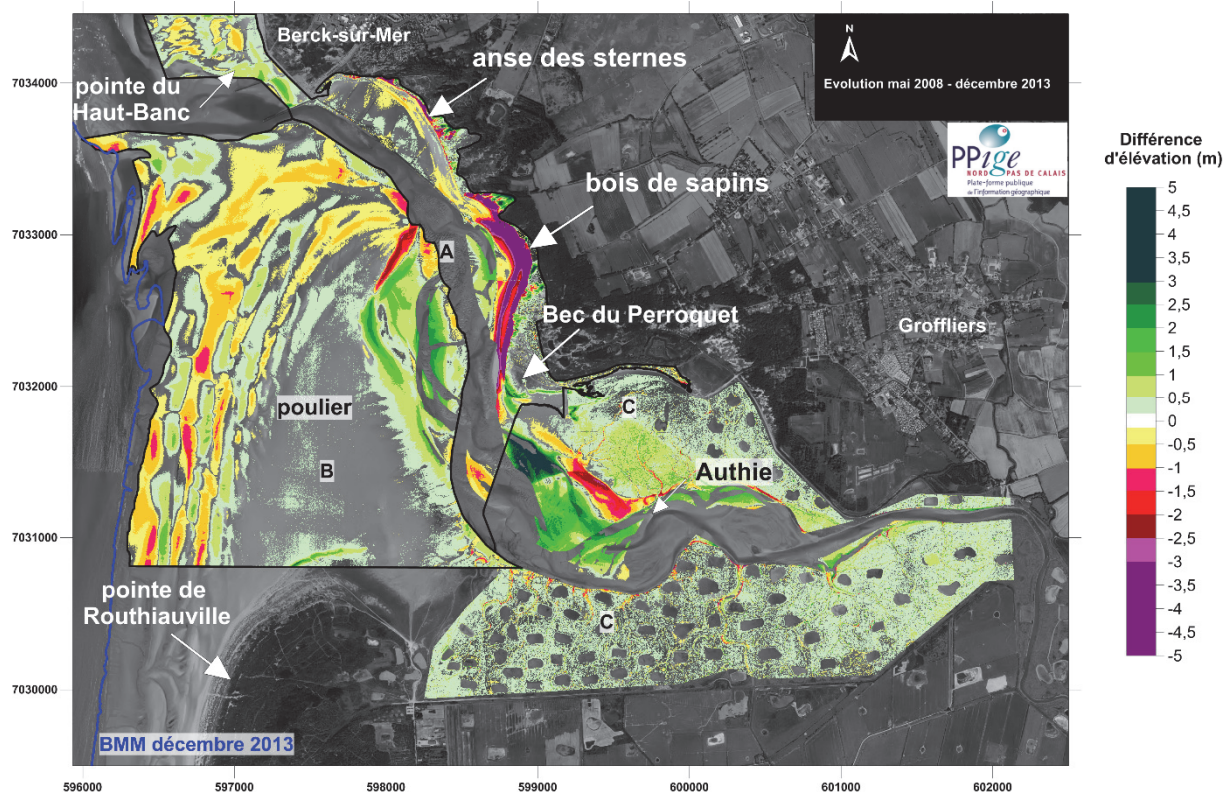 Berck-sur-Mer
anse des sternes
pointe du
Haut-Banc
N
Evolution mai 2008 - décembre 2013
PPige
NORD PAS DE CALAIS
Plate-forme publique
de l'information géographique
bois de sapins
A
Bec du Perroquet
Groffliers
poulier
B
C
Authie
C
pointe de
Routhiauville
BMM décembre 2013
7034000
7033000
7032000
7031000
7030000
596000
597000
598000
599000
600000
601000
602000
Différence
d'élévation (m)
5
4,5
4
3,5
3
2,5
2
1,5
1
0,5
0
-0,5
-1
-1,5
-2
-2,5
-3
-3,5
-4
-4,5
-5